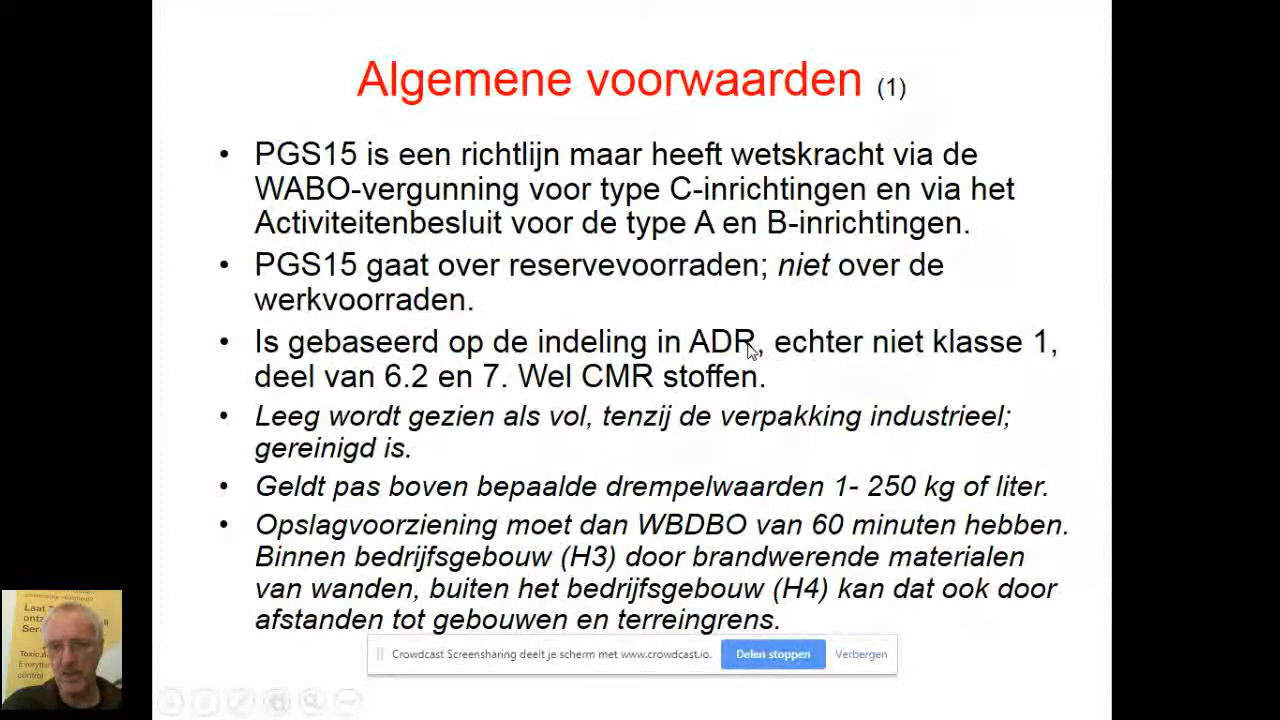 Algemene voorwaarden (1)
• PGS15 is een richtlijn maar heeft wetskracht via de
WABO-vergunning voor type C-inrichtingen en via het
Activiteitenbesluit voor de type A en B-inrichtingen.
• PGS15 gaat over reservevoorraden; niet over de
werkvoorraden.
• Is gebaseerd op de indeling in ADR, echter niet klasse 1,
deel van 6.2 en 7. Wel CMR stoffen.
• Leeg wordt gezien als vol, tenzij de verpakking industrieel;
gereinigd is.
• Geldt pas boven bepaalde drempelwaarden 1- 250 kg of liter.
• Opslagvoorziening moet dan WBDBO van 60 minuten hebben.
Binnen bedrijfsgebouw (H3) door brandwerende materialen
van wanden, buiten het bedrijfsgebouw (H4) kan dat ook door
afstanden tot gebouwen en terreingrens.
Crowdcast Screensharing deelt je scherm met www.crowdcast.io.
Delen stoppen
Verbergen
Laat
ont
Ser
Toxic.n
Everyth
control